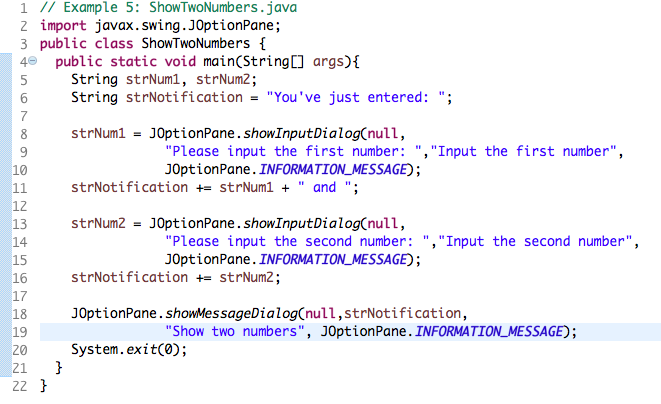 1 // Example 5: ShowTwoNumbers.java
2 import javax.swing.JOptionPane;
3 public class ShowTwoNumbers {
4 public static void main(String[] args){
5 String strNum1, strNum2;
6 String strNotification = "You've just entered: ";
7
8 strNum1 = JOptionPane.showInputDialog(null,
9 "Please input the first number: ","Input the first number",
10 JOptionPane.INFORMATION_MESSAGE);
11 strNotification += strNum1 + " and ";
12
13 strNum2 = JOptionPane.showInputDialog(null,
14 "Please input the second number: ","Input the second number",
15 JOptionPane.INFORMATION_MESSAGE);
16 strNotification += strNum2;
17
18 JOptionPane.showMessageDialog(null,strNotification,
19 "Show two numbers", JOptionPane.INFORMATION_MESSAGE);
20 System.exit(0);
21 }
22 }